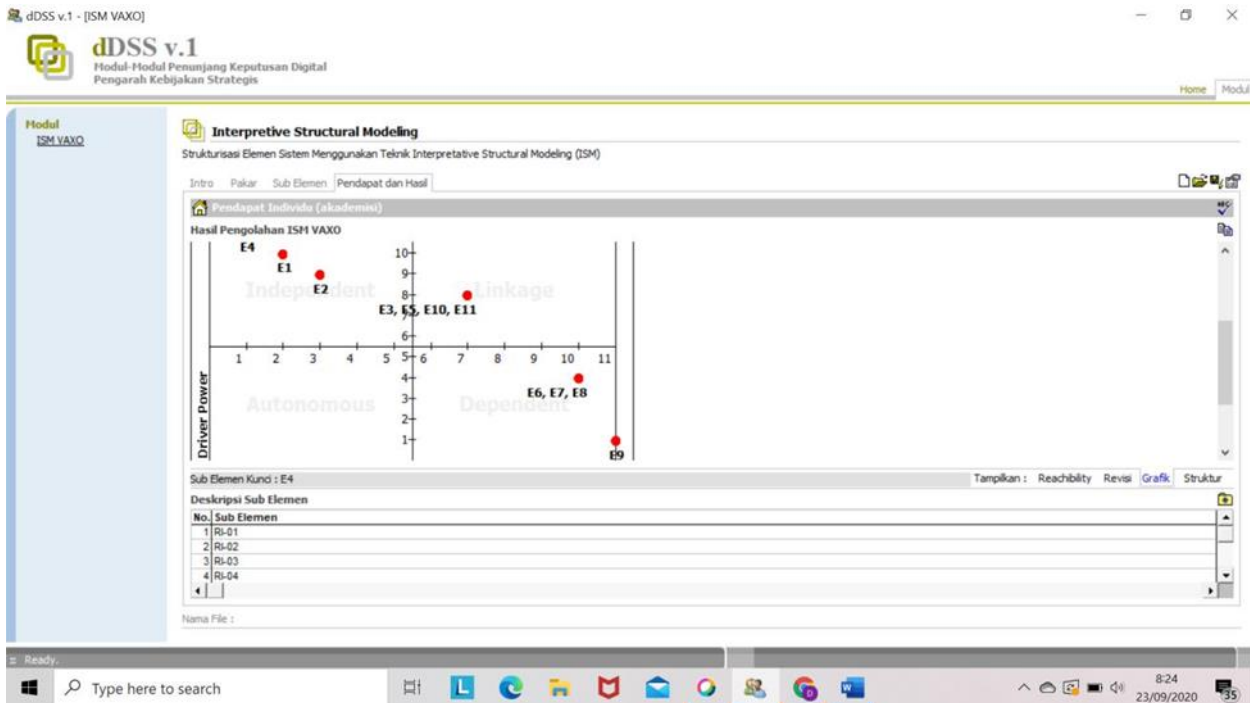 dDSS v.1 - [ISM VAXO]
dDSS v.1
Modul-Modul Penunjang Keputusan Digital
Pengarah Kebijakan Strategis
Home Modul
Modul
ISM VAXO
Interpretive Structural Modeling
Strukturisasi Elemen Sistem Menggunakan Teknik Interpretative Structural Modeling (ISM)
Intro Pakar Sub Elemen Pendapat dan Hasil
Pendapat Individu (akademisi)
Hasil Pengolahan ISM VAXO
E4
10
E1
9
E2
Independent
8
Linkage
E3, E5, E10, E11
7
6
1 2 3 4 5 5 6 7 8 9 10 11
4
E6, E7, E8
3
Autonomous
Dependent
2
1
E9
Driver Power
Sub Elemen Kunci : E4
Tampilkan : Reachibility Revisi Grafik Struktur
Deskripsi Sub Elemen
No. Sub Elemen
1 RI-01
2 RI-02
3 RI-03
4 RI-04
Nama File :
Ready.
Type here to search
8:24
23/09/2020
35